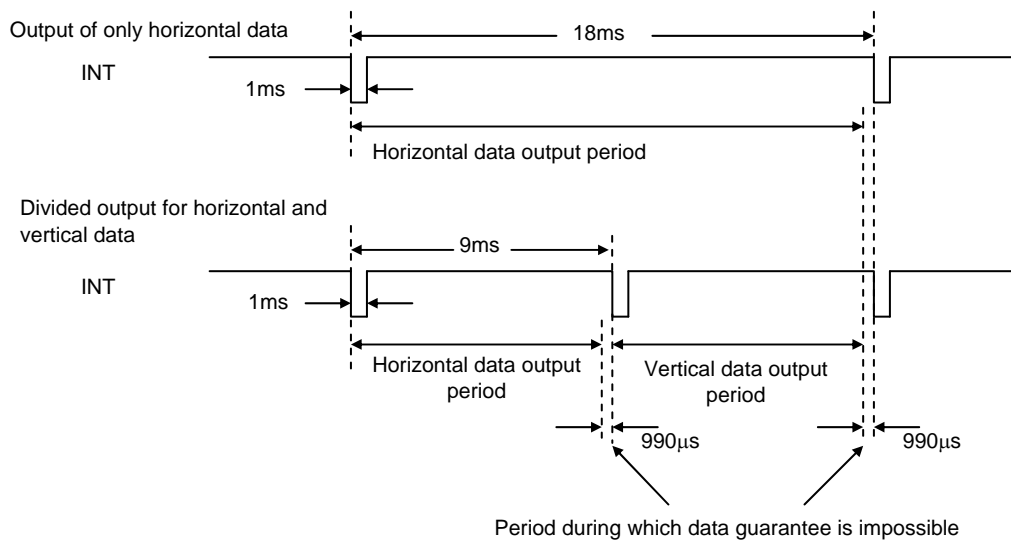 Output of only horizontal data
18ms
INT
1ms
Horizontal data output period
Divided output for horizontal and
vertical data
9ms
INT
1ms
Horizontal data output
period
Vertical data output
period
990μs
990μs
Period during which data guarantee is impossible